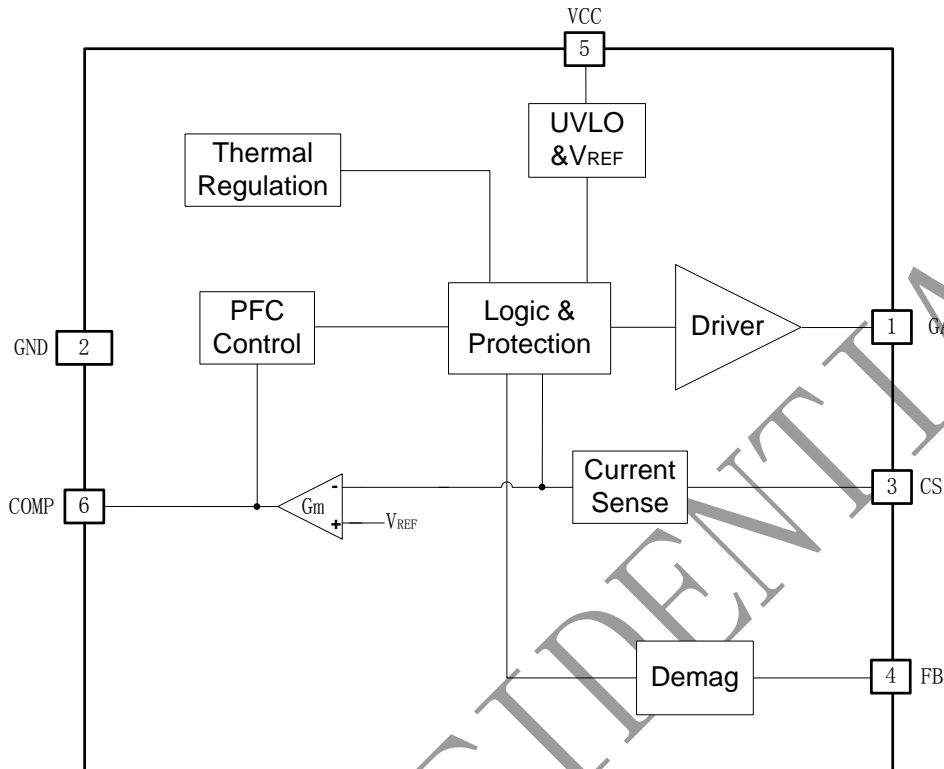 VCC
5
UVLO
&VREF
Thermal
Regulation
PFC
Control
Logic &
Protection
Driver
1
GND
2
Current
Sense
3
CS
COMP
6
Gm
-
+
VREF
Demag
4
FB